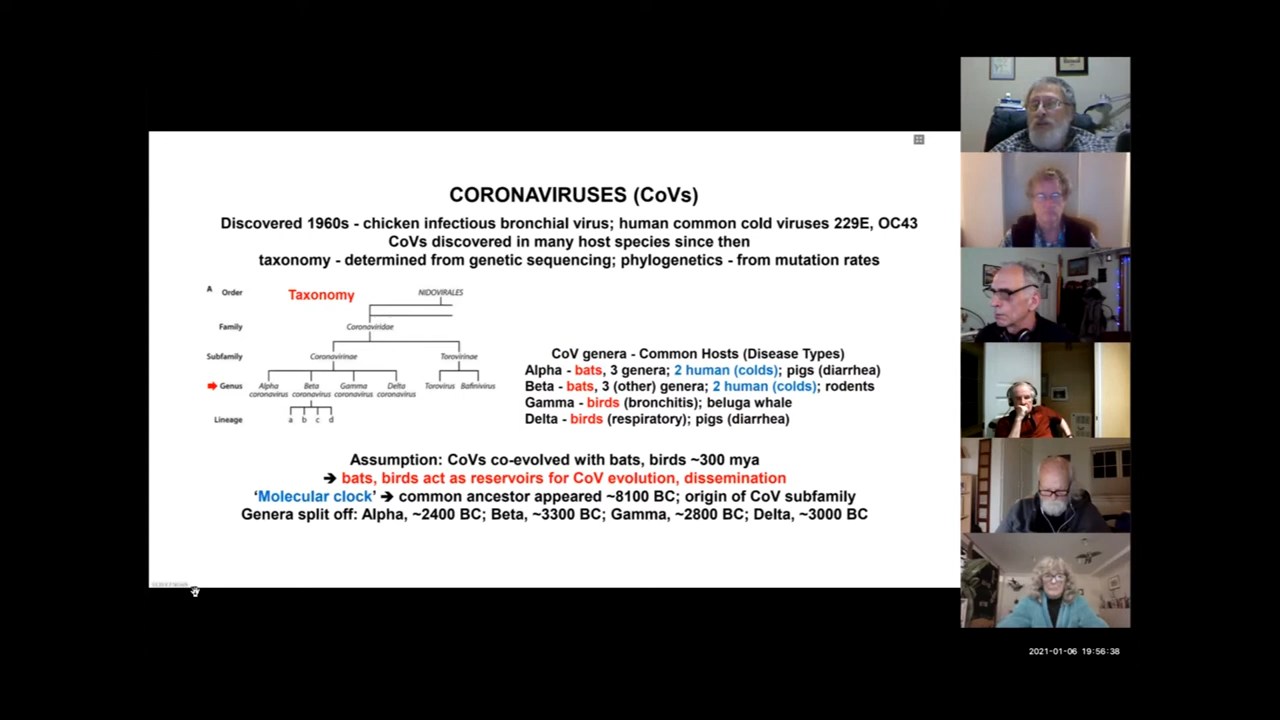 CORONAVIRUSES (CoVs)
Discovered 1960s - chicken infectious bronchial virus; human common cold viruses 229E, OC43
CoVs discovered in many host species since then
taxonomy - determined from genetic sequencing; phylogenetics - from mutation rates
A Order Taxonomy NIDOVIRALES
Family Coronaviridae
Subfamily Coronavirinae Torovirinae
Genus Alpha coronavirus Beta coronavirus Gamma coronavirus Delta coronavirus Torovirus Bafinivirus
Lineage a b c d
CoV genera - Common Hosts (Disease Types)
Alpha - bats, 3 genera; 2 human (colds); pigs (diarrhea)
Beta - bats, 3 (other) genera; 2 human (colds); rodents
Gamma - birds (bronchitis); beluga whale
Delta - birds (respiratory); pigs (diarrhea)
Assumption: CoVs co-evolved with bats, birds ~300 mya
➔ bats, birds act as reservoirs for CoV evolution, dissemination
‘Molecular clock’ ➔ common ancestor appeared ~8100 BC; origin of CoV subfamily
Genera split off: Alpha, ~2400 BC; Beta, ~3300 BC; Gamma, ~2800 BC; Delta, ~3000 BC
2021-01-06 19:56:38